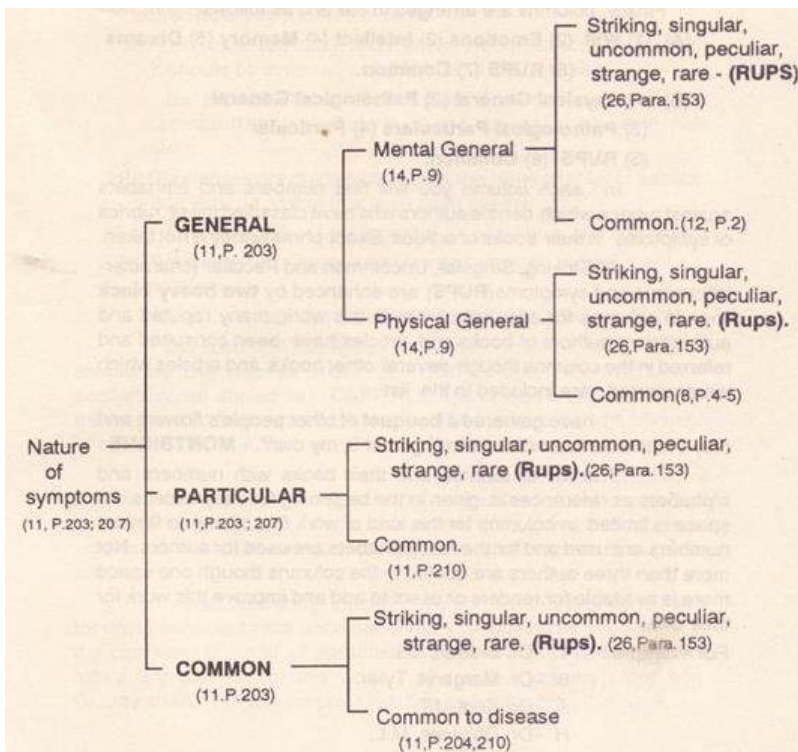 Striking, singular,
uncommon, peculiar,
strange, rare - (RUPS)
(26,Para.153)
Mental General
(14,P.9)
GENERAL
(11,P. 203)
Common.(12, P.2)
Striking, singular,
uncommon, peculiar,
strange, rare. (Rups).
(26,Para.153)
Physical General
(14,P.9)
Common(8,P.4-5)
Nature
of
symptoms
(11, P.203; 20 7)
Striking, singular, uncommon, peculiar,
strange, rare (Rups).(26,Para.153)
PARTICULAR
(11,P.203 ; 207)
Common.
(11,P.210)
Striking, singular, uncommon, peculiar,
strange, rare. (Rups). (26,Para.153)
COMMON
(11.P.203)
Common to disease
(11,P.204,210)